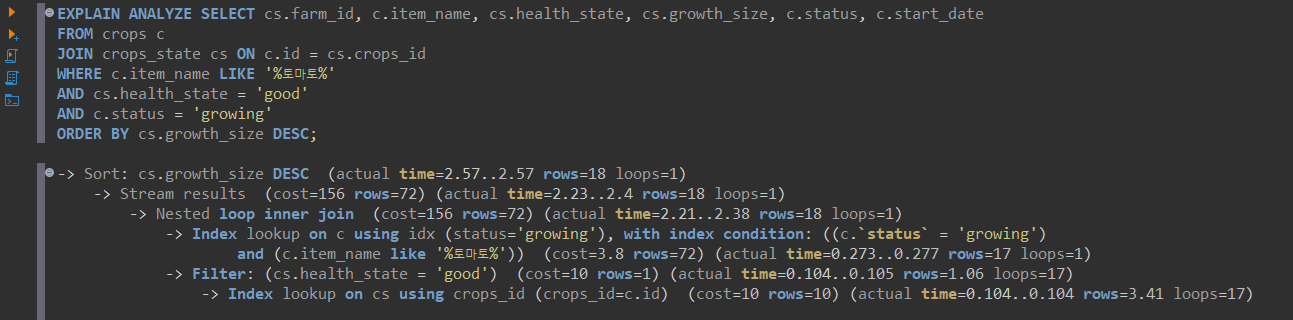 EXPLAIN ANALYZE SELECT cs.farm_id, c.item_name, cs.health_state, cs.growth_size, c.status, c.start_date
FROM crops c
JOIN crops_state cs ON c.id = cs.crops_id
WHERE c.item_name LIKE '%토마토%'
AND cs.health_state = 'good'
AND c.status = 'growing'
ORDER BY cs.growth_size DESC;
-> Sort: cs.growth_size DESC  (actual time=2.57..2.57 rows=18 loops=1)
-> Stream results  (cost=156 rows=72) (actual time=2.23..2.4 rows=18 loops=1)
-> Nested loop inner join  (cost=156 rows=72) (actual time=2.21..2.38 rows=18 loops=1)
-> Index lookup on c using idx (status='growing'), with index condition: ((c.`status` = 'growing')
and (c.item_name like '%토마토%'))  (cost=3.8 rows=72) (actual time=0.273..0.277 rows=17 loops=1)
-> Filter: (cs.health_state = 'good')  (cost=10 rows=1) (actual time=0.104..0.105 rows=1.06 loops=17)
-> Index lookup on cs using crops_id (crops_id=c.id)  (cost=10 rows=10) (actual time=0.104..0.104 rows=3.41 loops=17)